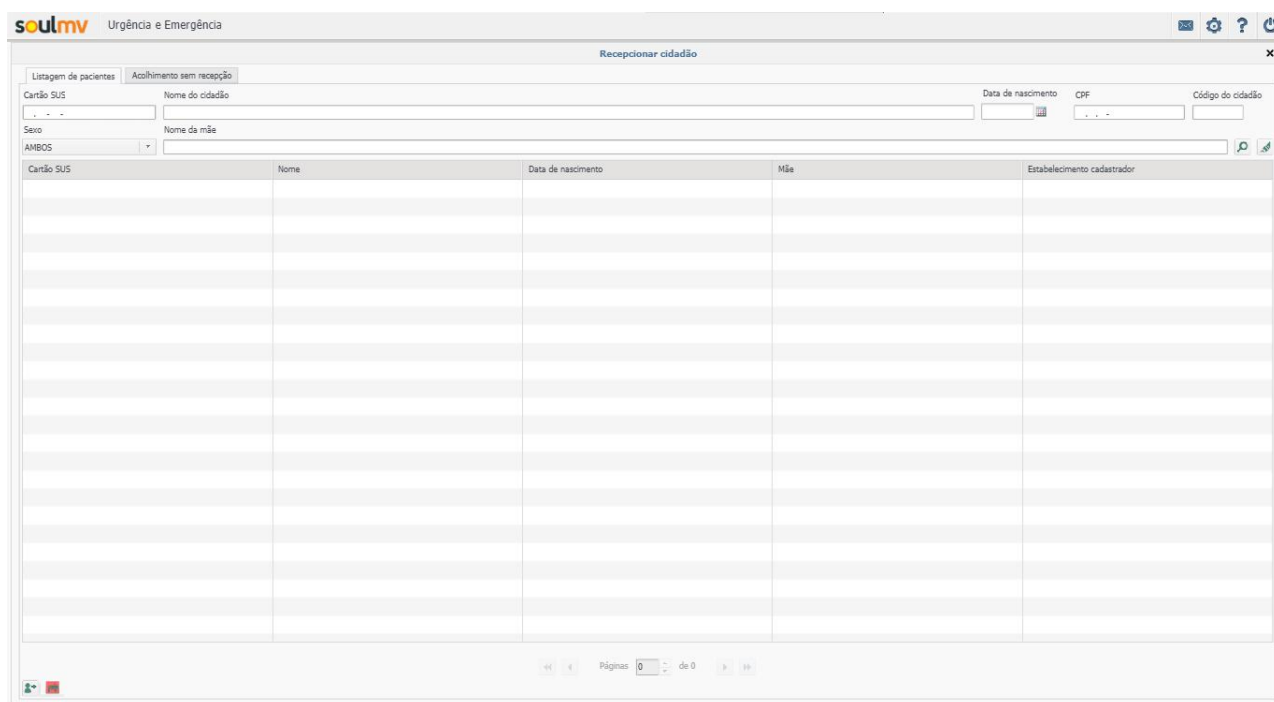 soulmv Urgência e Emergência
Recepcionar cidadão
Listagem de pacientes Acolhimento sem recepção
Cartão SUS Nome do cidadão Data de nascimento CPF Código do cidadão
. - - . . -
Sexo Nome da mãe
AMBOS
Cartão SUS Nome Data de nascimento Mãe Estabelecimento cadastrador
Páginas 0 de 0